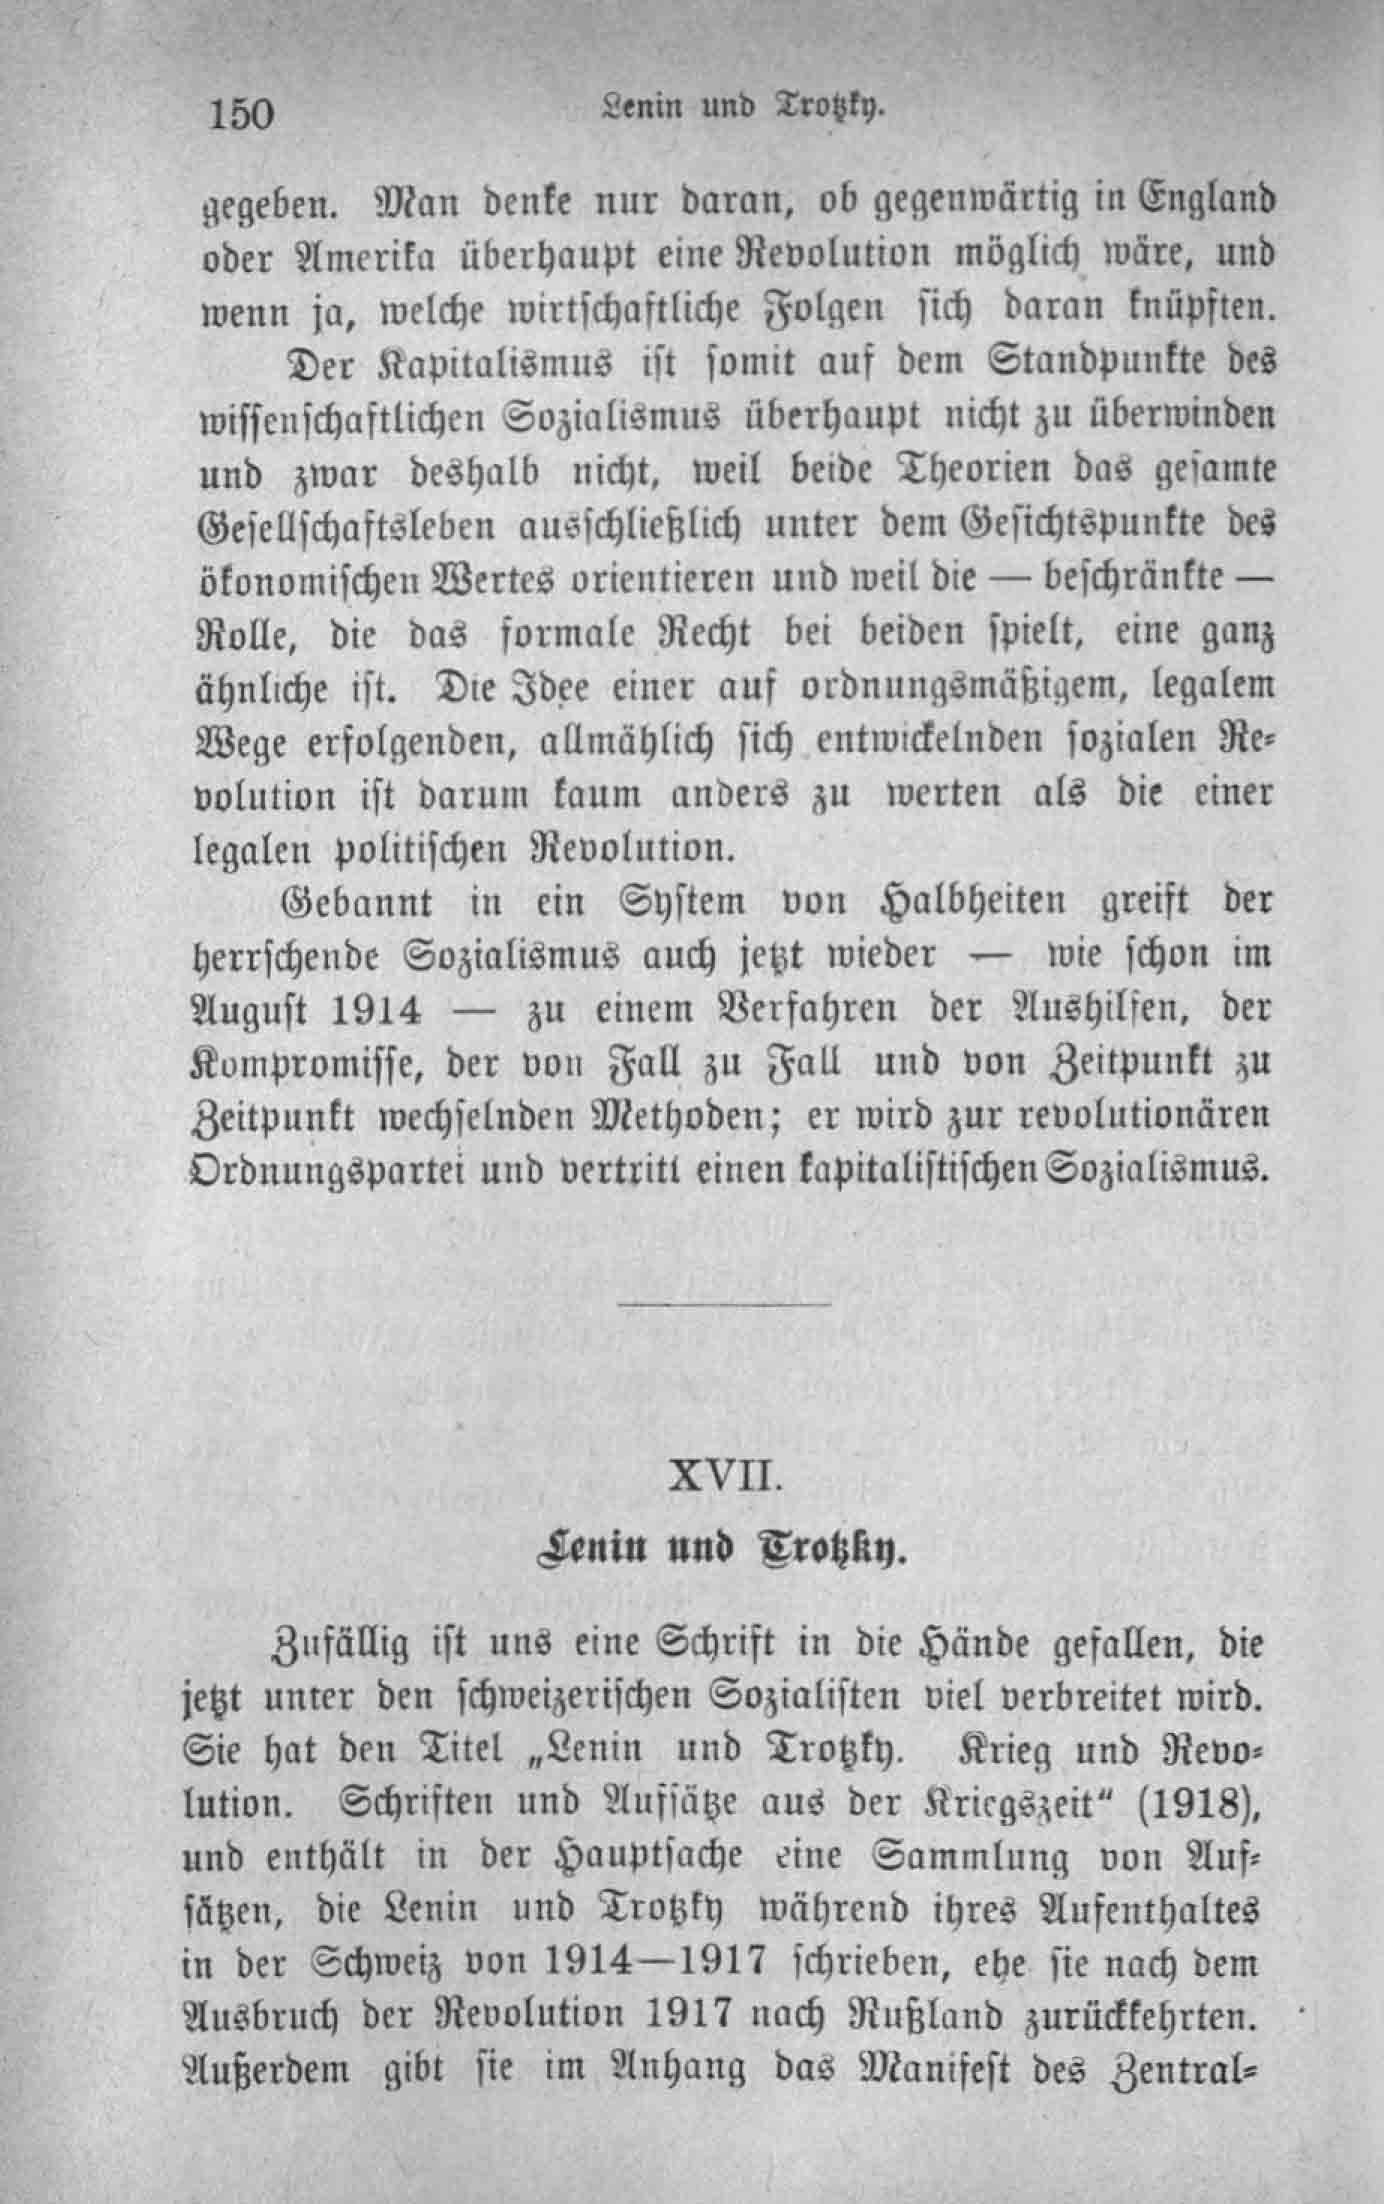 150
Lenin und Trotzky.
gegeben. Man denke nur daran, ob gegenwärtig in England
oder Amerika überhaupt eine Revolution möglich wäre, und
wenn ja, welche wirtschaftliche Folgen sich daran knüpften.
Der Kapitalismus ist somit auf dem Standpunkte des
wissenschaftlichen Sozialismus überhaupt nicht zu überwinden
und zwar deshalb nicht, weil beide Theorien das gesamte
Gesellschaftsleben ausschließlich unter dem Gesichtspunkte des
ökonomischen Wertes orientieren und weil die — beschränkte —
Rolle, die das formale Recht bei beiden spielt, eine ganz
ähnliche ist. Die Idee einer auf ordnungsmäßigem, legalem
Wege erfolgenden, allmählich sich entwickelnden sozialen Re-
volution ist darum kaum anders zu werten als die einer
legalen politischen Revolution.
Gebannt in ein System von Halbheiten greift der
herrschende Sozialismus auch jetzt wieder — wie schon im
August 1914 — zu einem Verfahren der Aushilfen, der
Kompromisse, der von Fall zu Fall und von Zeitpunkt zu
Zeitpunkt wechselnden Methoden; er wird zur revolutionären
Ordnungspartei und vertritt einen kapitalistischen Sozialismus.
XVII.
Lenin und Trotzky.
Zufällig ist uns eine Schrift in die Hände gefallen, die
jetzt unter den schweizerischen Sozialisten viel verbreitet wird.
Sie hat den Titel „Lenin und Trotzky. Krieg und Revo-
lution. Schriften und Aufsätze aus der Kriegszeit“ (1918),
und enthält in der Hauptsache eine Sammlung von Auf-
sätzen, die Lenin und Trotzky während ihres Aufenthaltes
in der Schweiz von 1914—1917 schrieben, ehe sie nach dem
Ausbruch der Revolution 1917 nach Rußland zurückkehrten.
Außerdem gibt sie im Anhang das Manifest des Zentral-